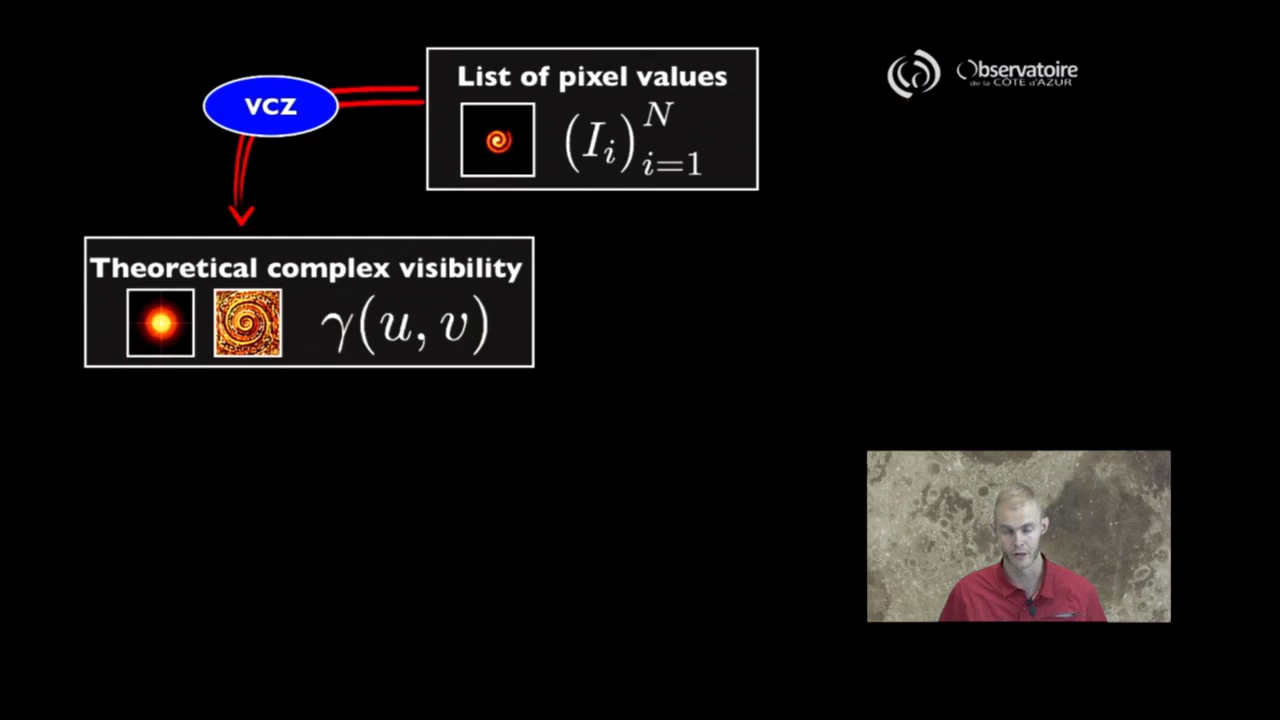 List of pixel values
(I_i)_{i=1}^{N}
VCZ
Theoretical complex visibility
γ(u, v)
Observatoire
de la CÔTE d'AZUR